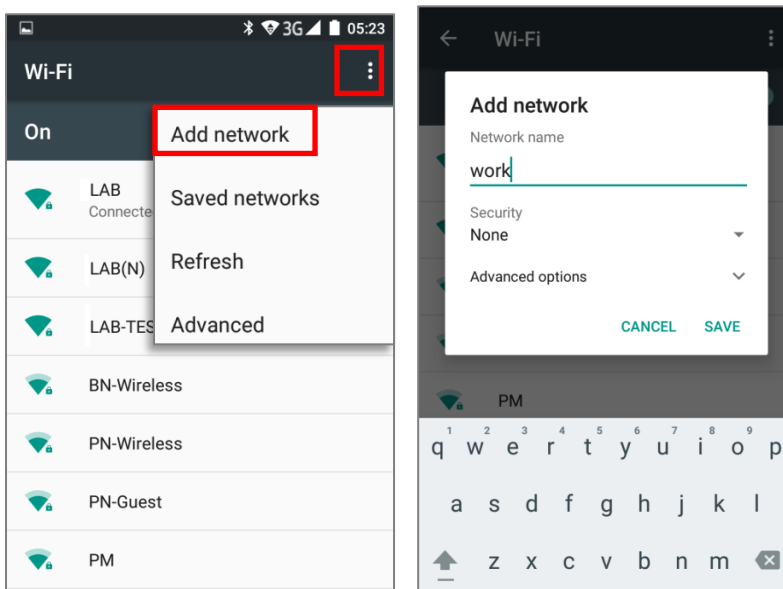 3G 05:23
Wi-Fi
On
Add network
Saved networks
Refresh
Advanced
LAB
Connecte
LAB(N)
LAB-TES
BN-Wireless
PN-Wireless
PN-Guest
PM
Wi-Fi
Add network
Network name
work
Security
None
Advanced options
CANCEL SAVE
PM
1 2 3 4 5 6 7 8 9
q w e r t y u i o p
a s d f g h j k l
z x c v b n m